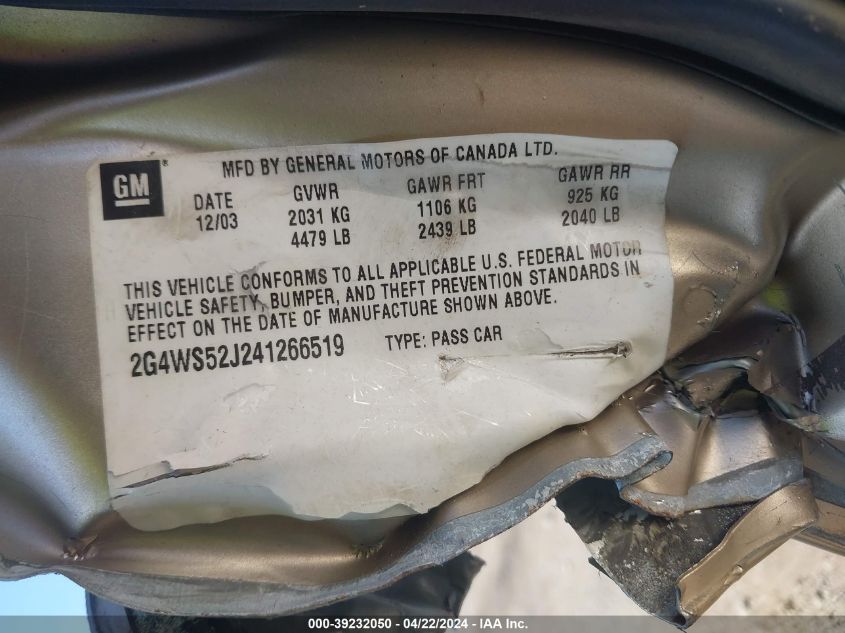 GM®
MFD BY GENERAL MOTORS OF CANADA LTD.
DATE GVWR GAWR FRT GAWR RR
12/03 2031 KG 1106 KG 925 KG
4479 LB 2439 LB 2040 LB
THIS VEHICLE CONFORMS TO ALL APPLICABLE U.S. FEDERAL MOTOR
VEHICLE SAFETY, BUMPER, AND THEFT PREVENTION STANDARDS IN
EFFECT ON THE DATE OF MANUFACTURE SHOWN ABOVE.
2G4WS52J241266519 TYPE: PASS CAR
000-39232050 - 04/22/2024 - IAA Inc.